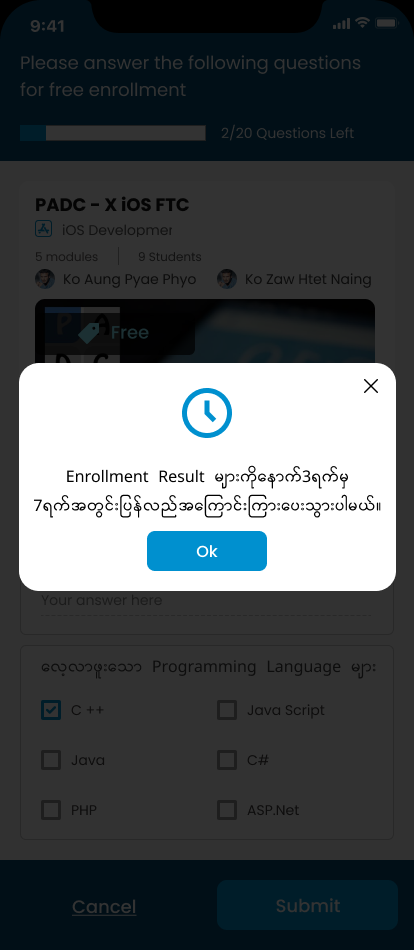 9:41
Please answer the following questions
for free enrollment
2/20 Questions Left
PADC - X iOS FTC
iOS Developmer
5 modules 9 Students
Ko Aung Pyae Phyo Ko Zaw Htet Naing
P A
Free
Enrollment Result များကိုနောက်3ရက်မှ
7ရက်အတွင်းပြန်လည်အကြောင်းကြားပေးသွားပါမယ်။
Ok
Your answer here
လေ့လာဖူးသော Programming Language များ
C ++ Java Script
Java C#
PHP ASP.Net
Cancel Submit